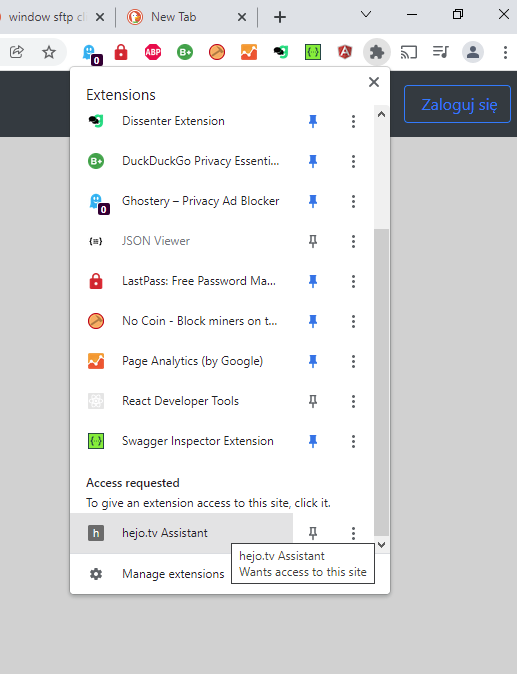 window sftp cl
New Tab
0
ABP
B+
Extensions
Zaloguj się
Dissenter Extension
B+
DuckDuckGo Privacy Essenti...
0
Ghostery – Privacy Ad Blocker
JSON Viewer
LastPass: Free Password Ma...
No Coin - Block miners on t...
Page Analytics (by Google)
React Developer Tools
Swagger Inspector Extension
Access requested
To give an extension access to this site, click it.
h
hejo.tv Assistant
hejo.tv Assistant
Wants access to this site
Manage extensions